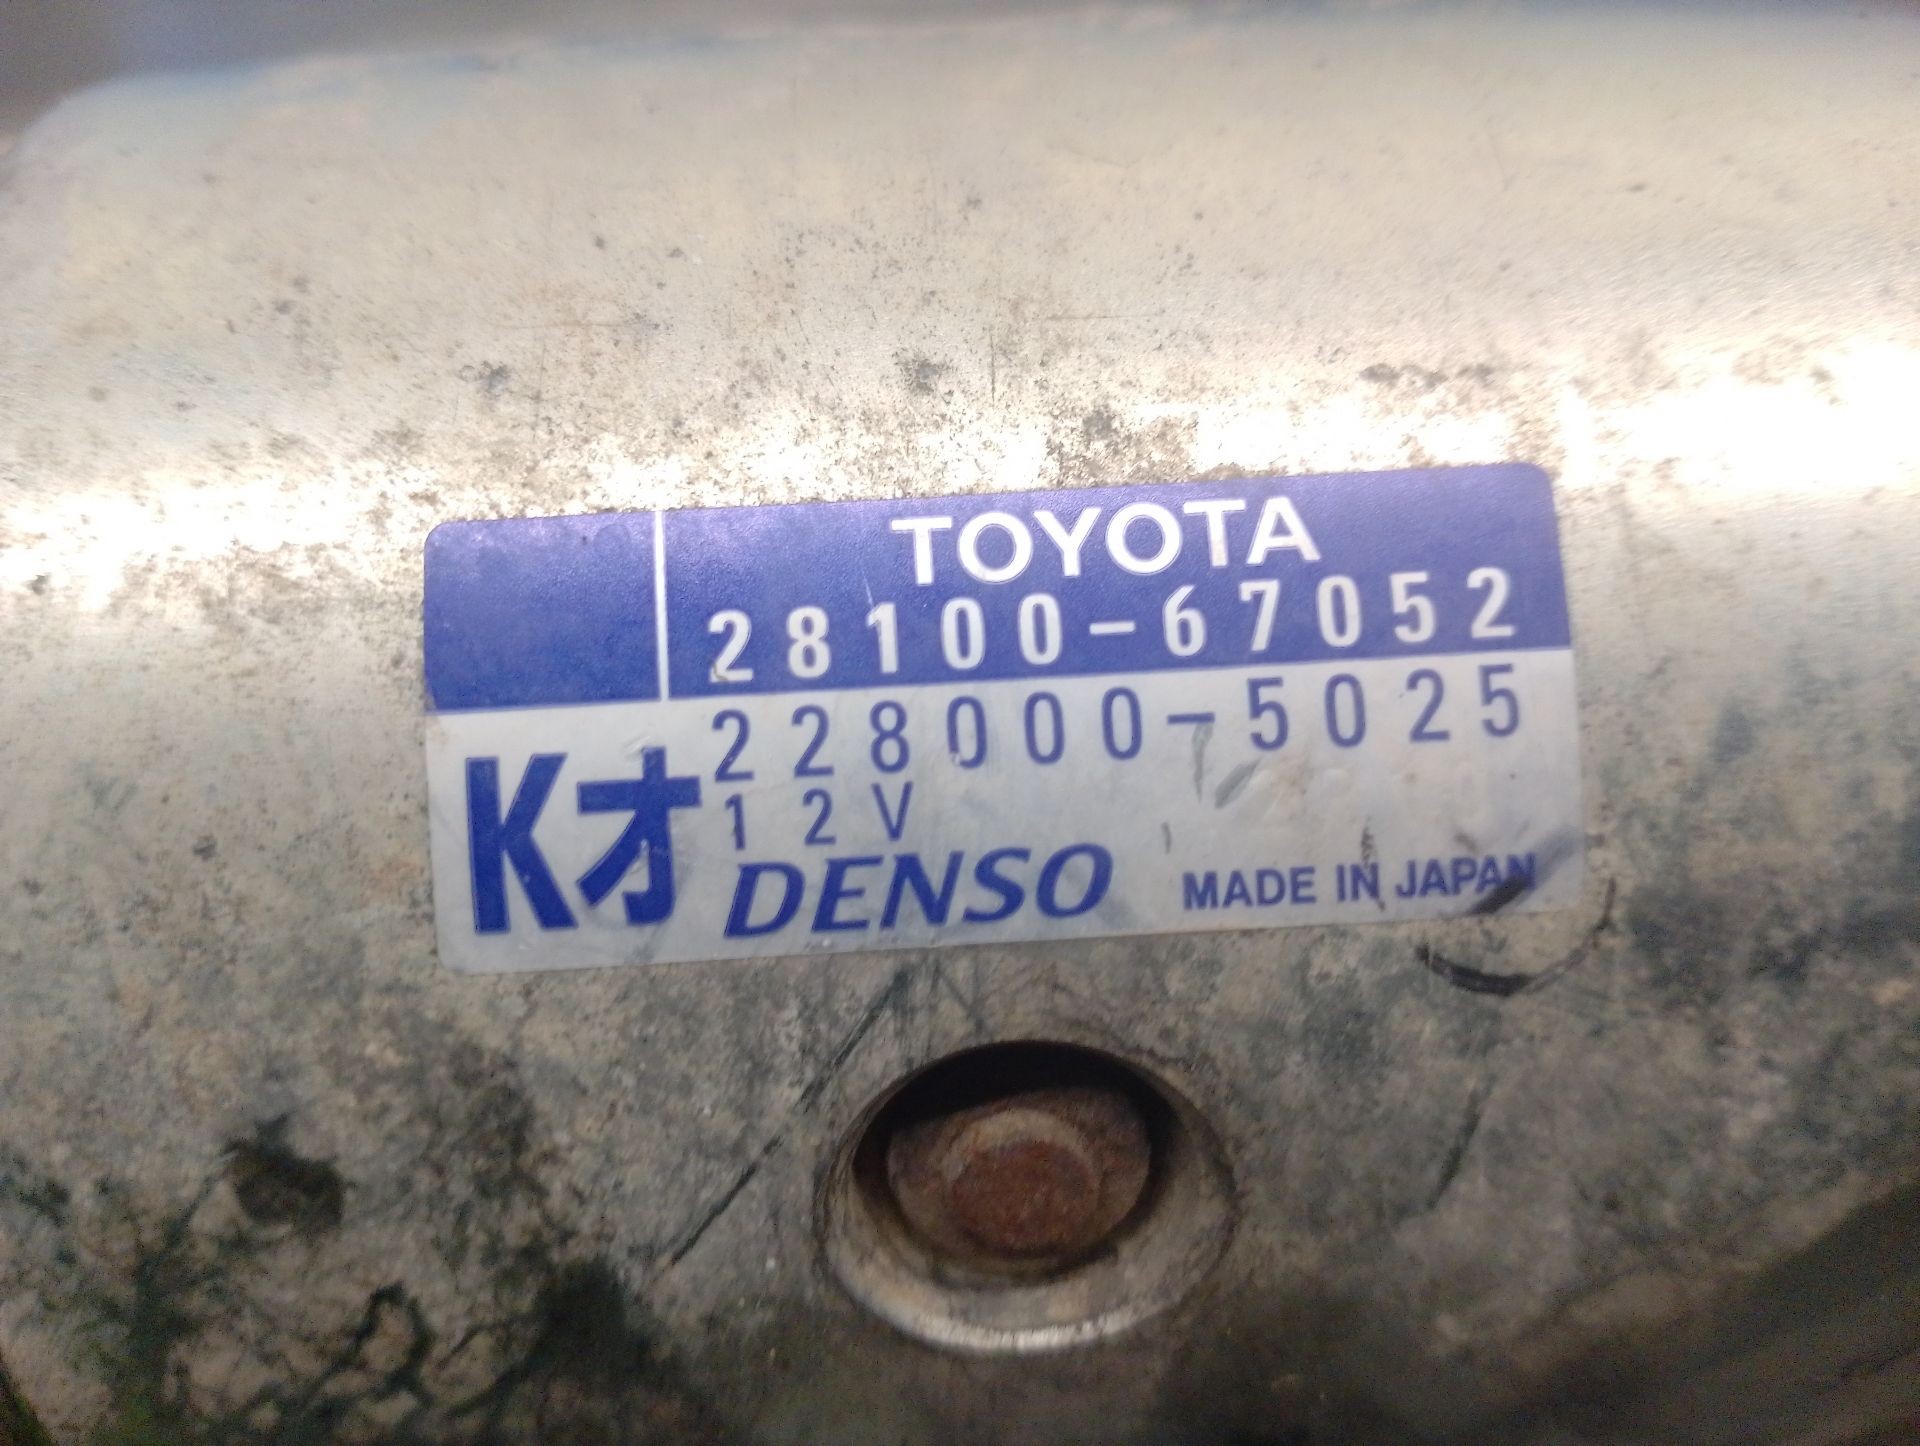 TOYOTA
28100-67052
228000-5025
Kオ
12V
DENSO MADE IN JAPAN